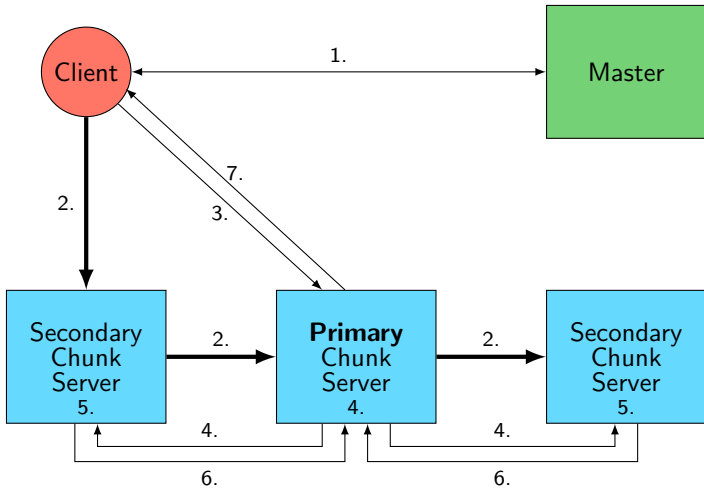 1.
Client
Master
7.
3.
2.
Secondary
Chunk
Server
5.
2.
Primary
Chunk
Server
4.
2.
Secondary
Chunk
Server
5.
4.
4.
6.
6.